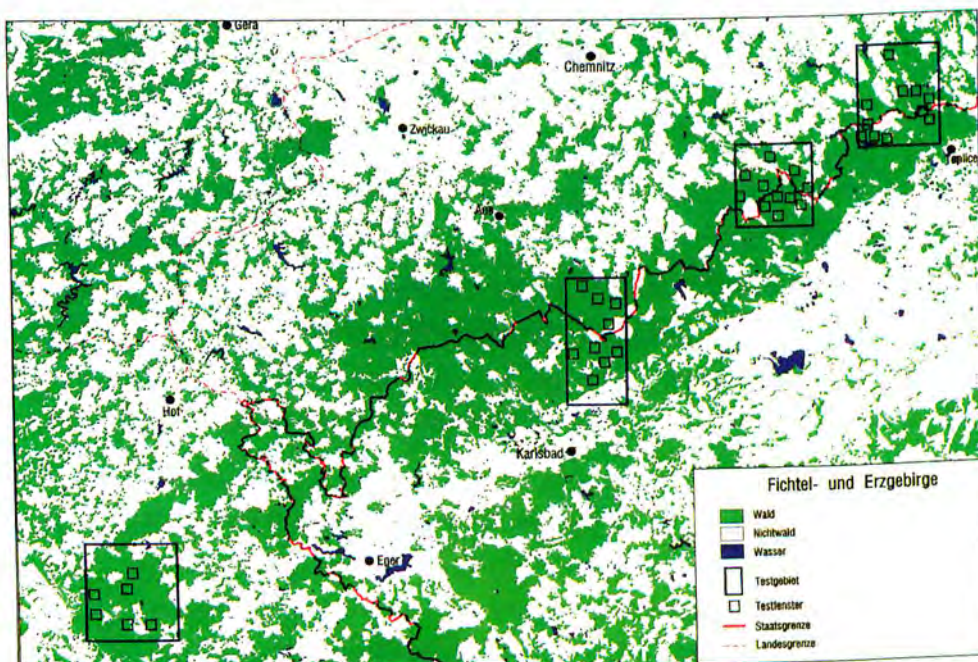 Gera
Chemnitz
Zwickau
Teplice
Aue
Hof
Karlsbad
Eger
Fichtel- und Erzgebirge
Wald
Nichtwald
Wasser
Testgebiet
Testfenster
Staatsgrenze
Landesgrenze